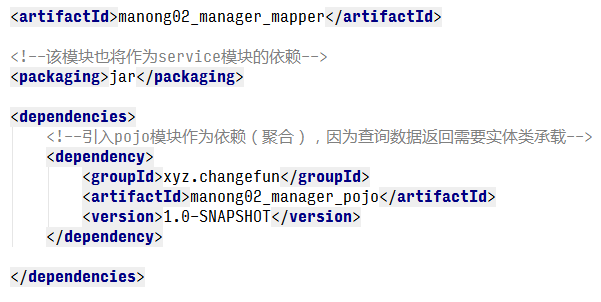 <artifactId>manong02_manager_mapper</artifactId>
<!--该模块也将作为service模块的依赖-->
<packaging>jar</packaging>
<dependencies>
<!--引入pojo模块作为依赖（聚合），因为查询数据返回需要实体类承载-->
<dependency>
<groupId>xyz.changefun</groupId>
<artifactId>manong02_manager_pojo</artifactId>
<version>1.0-SNAPSHOT</version>
</dependency>
</dependencies>